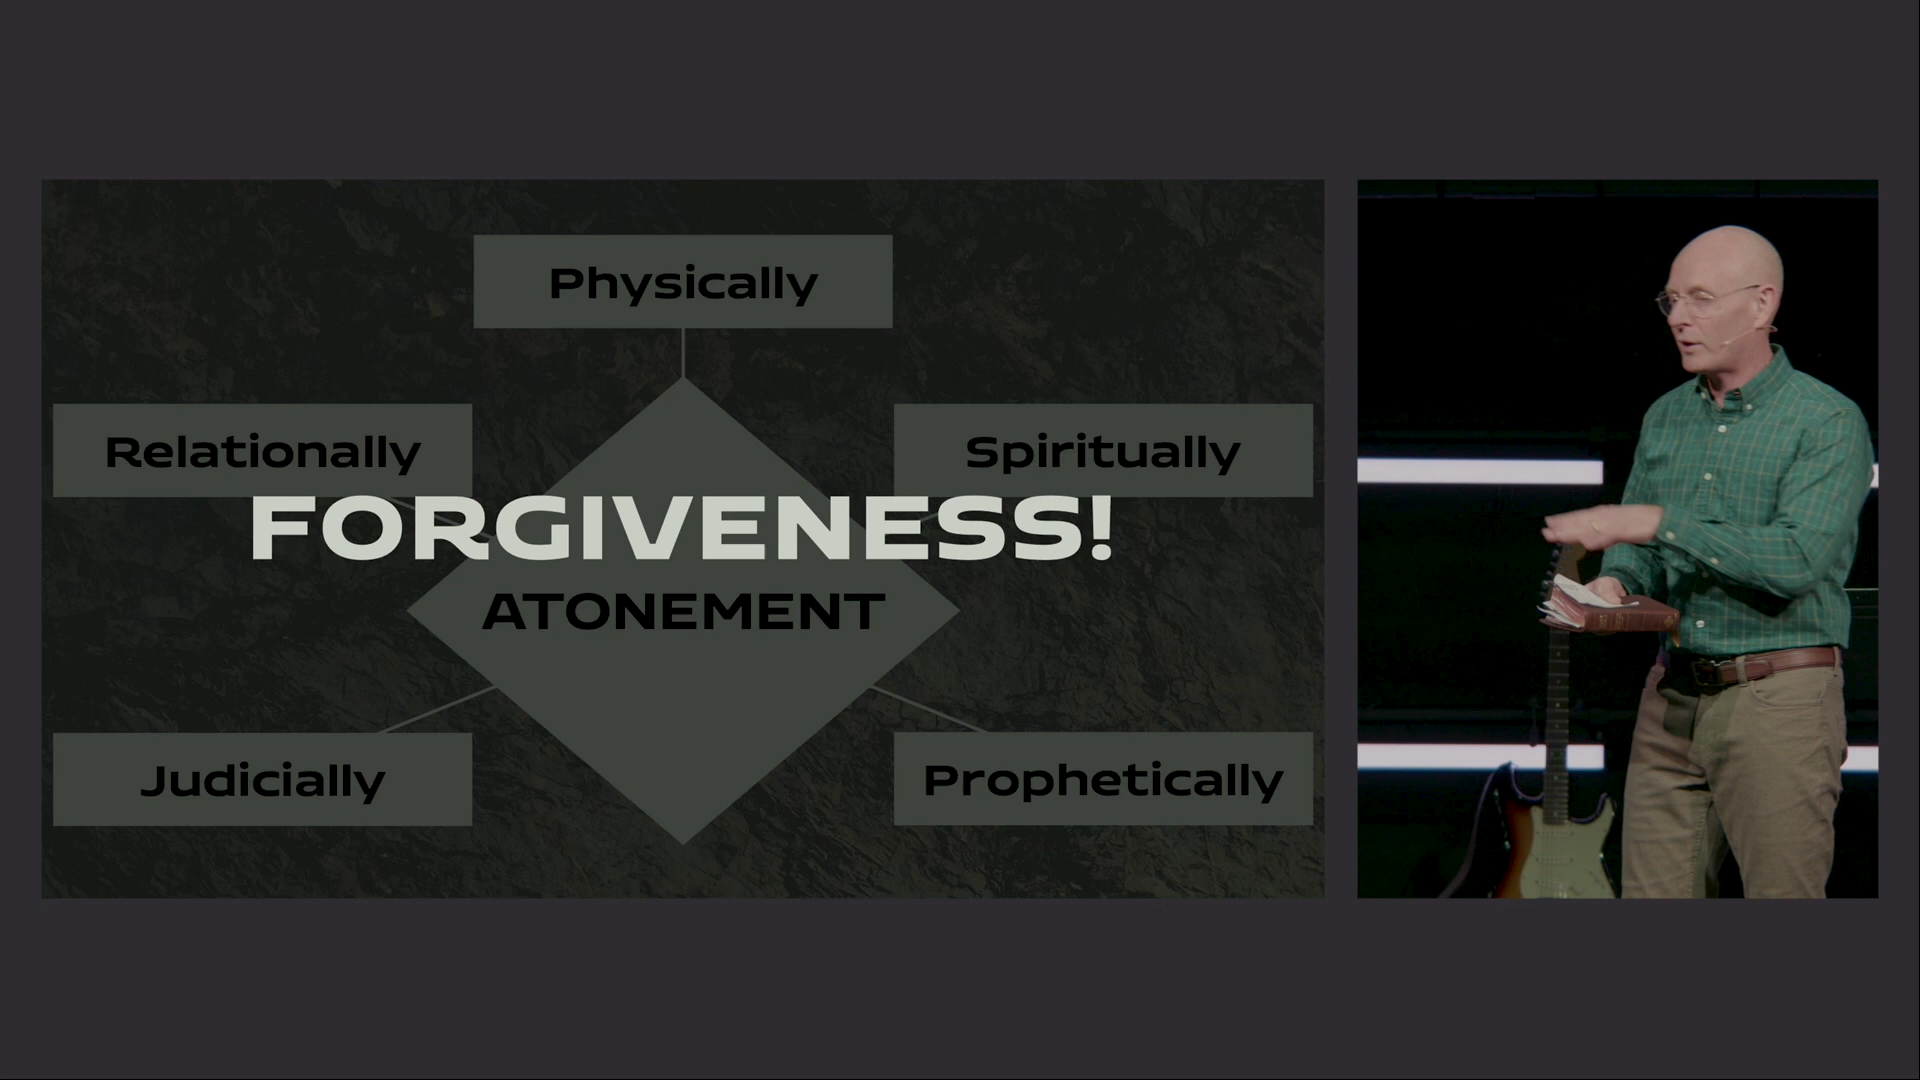 Physically
Relationally
Spiritually
FORGIVENESS!
ATONEMENT
Judicially
Prophetically